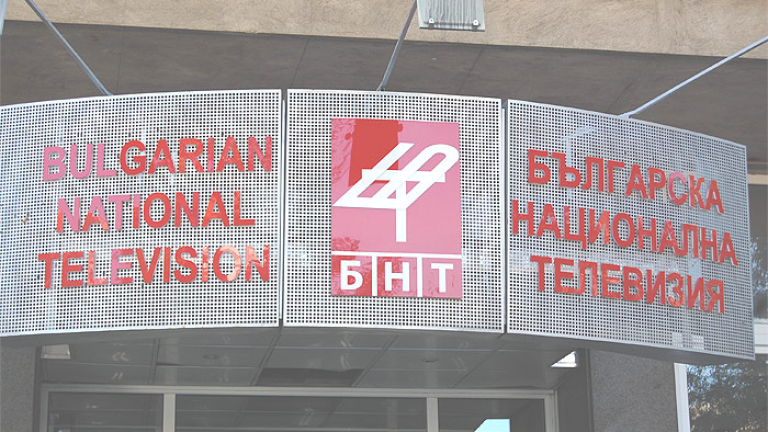 BULGARIAN
NATIONAL
TELEVISION
БНТ
БЪЛГАРСКА
НАЦИОНАЛНА
ТЕЛЕВИЗИЯ